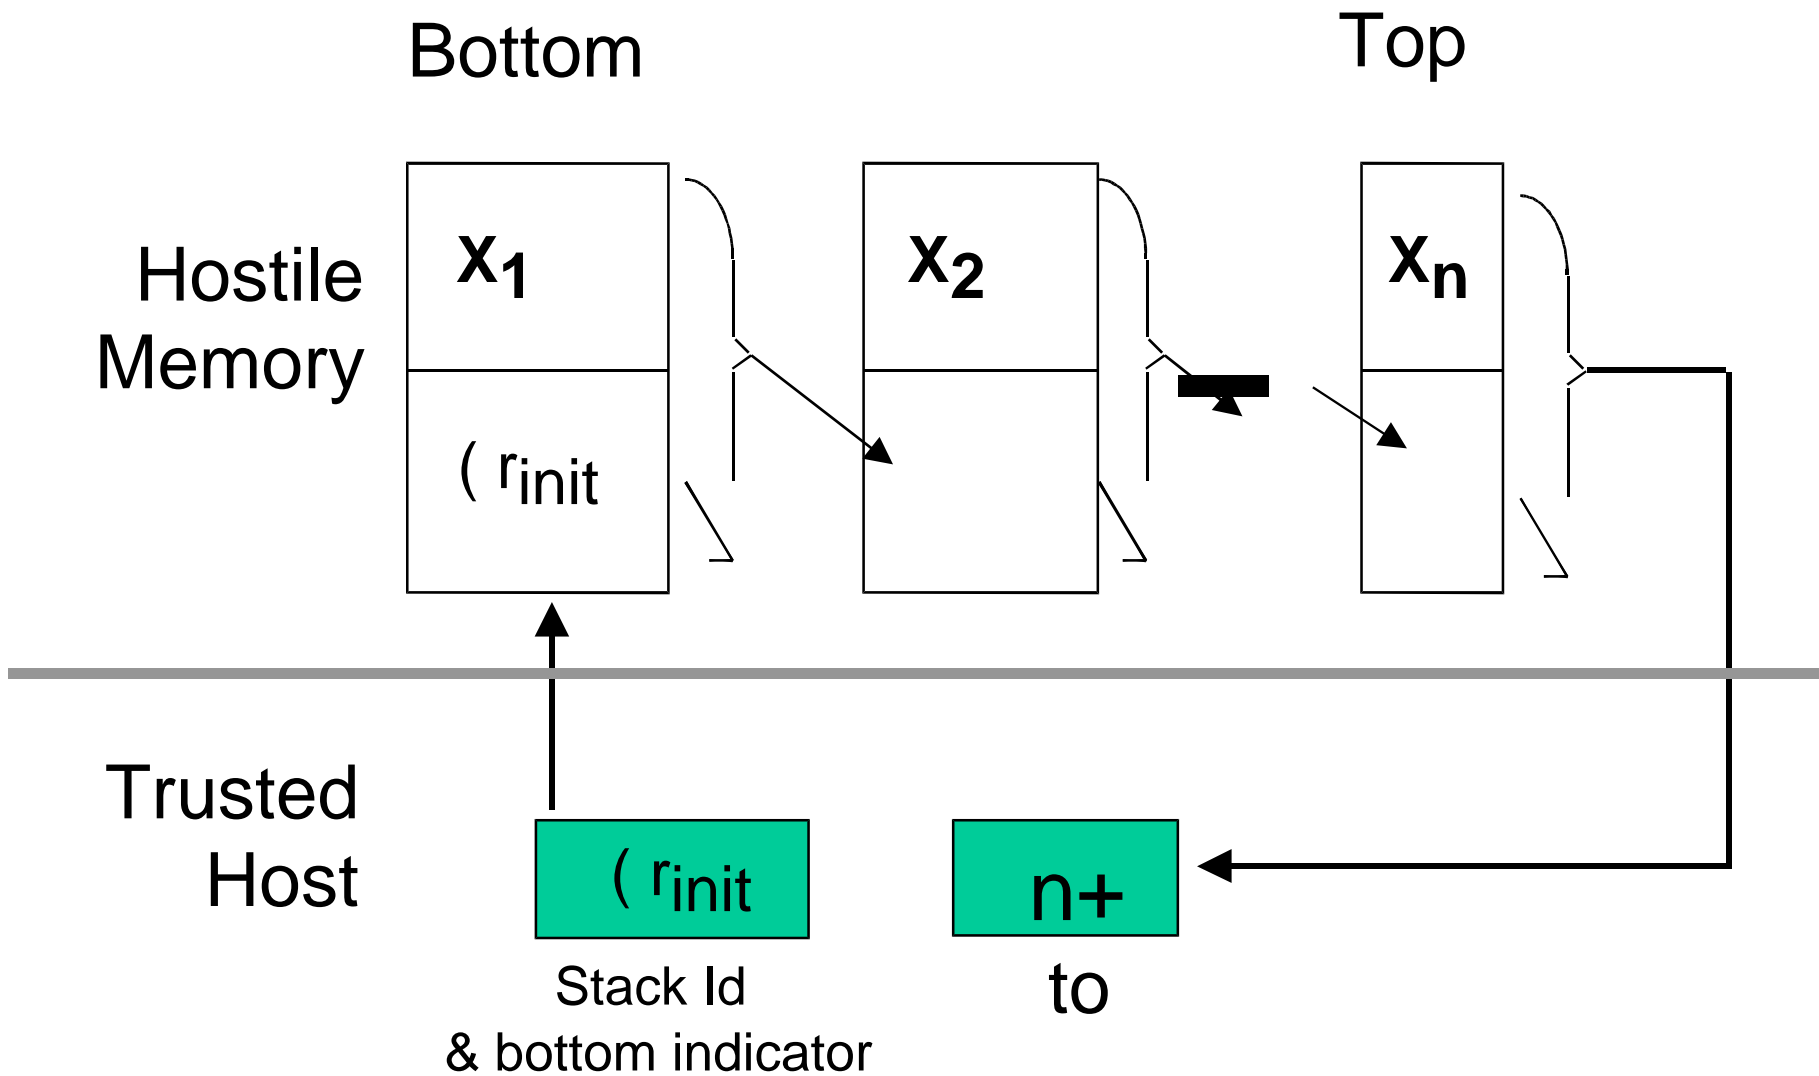 Bottom
Top
Hostile
Memory
X1
X2
Xn
( rinit
Trusted
Host
( rinit
n+
Stack Id
& bottom indicator
to